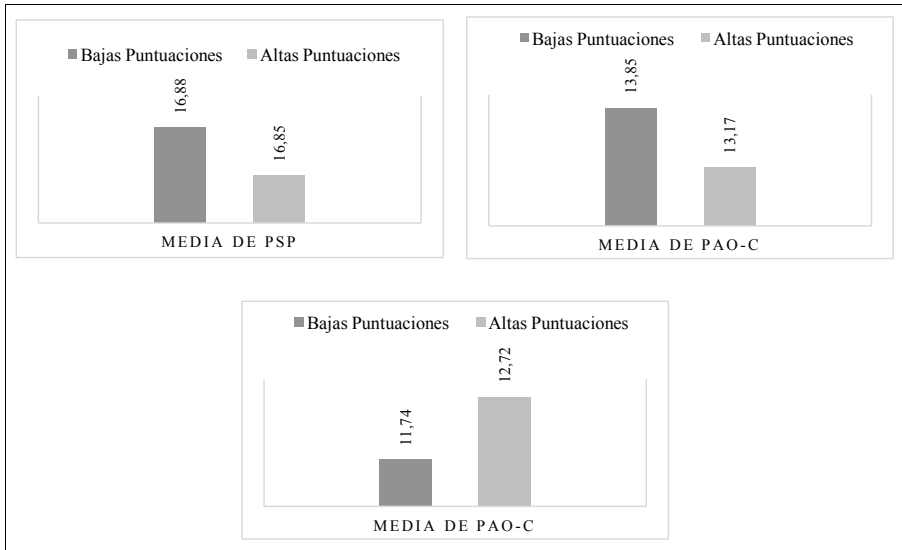 Bajas Puntuaciones Altas Puntuaciones
16,88
16,85
MEDIA DE PSP
Bajas Puntuaciones Altas Puntuaciones
13,85
13,17
MEDIA DE PAO-C
Bajas Puntuaciones Altas Puntuaciones
11,74
12,72
MEDIA DE PAO-C